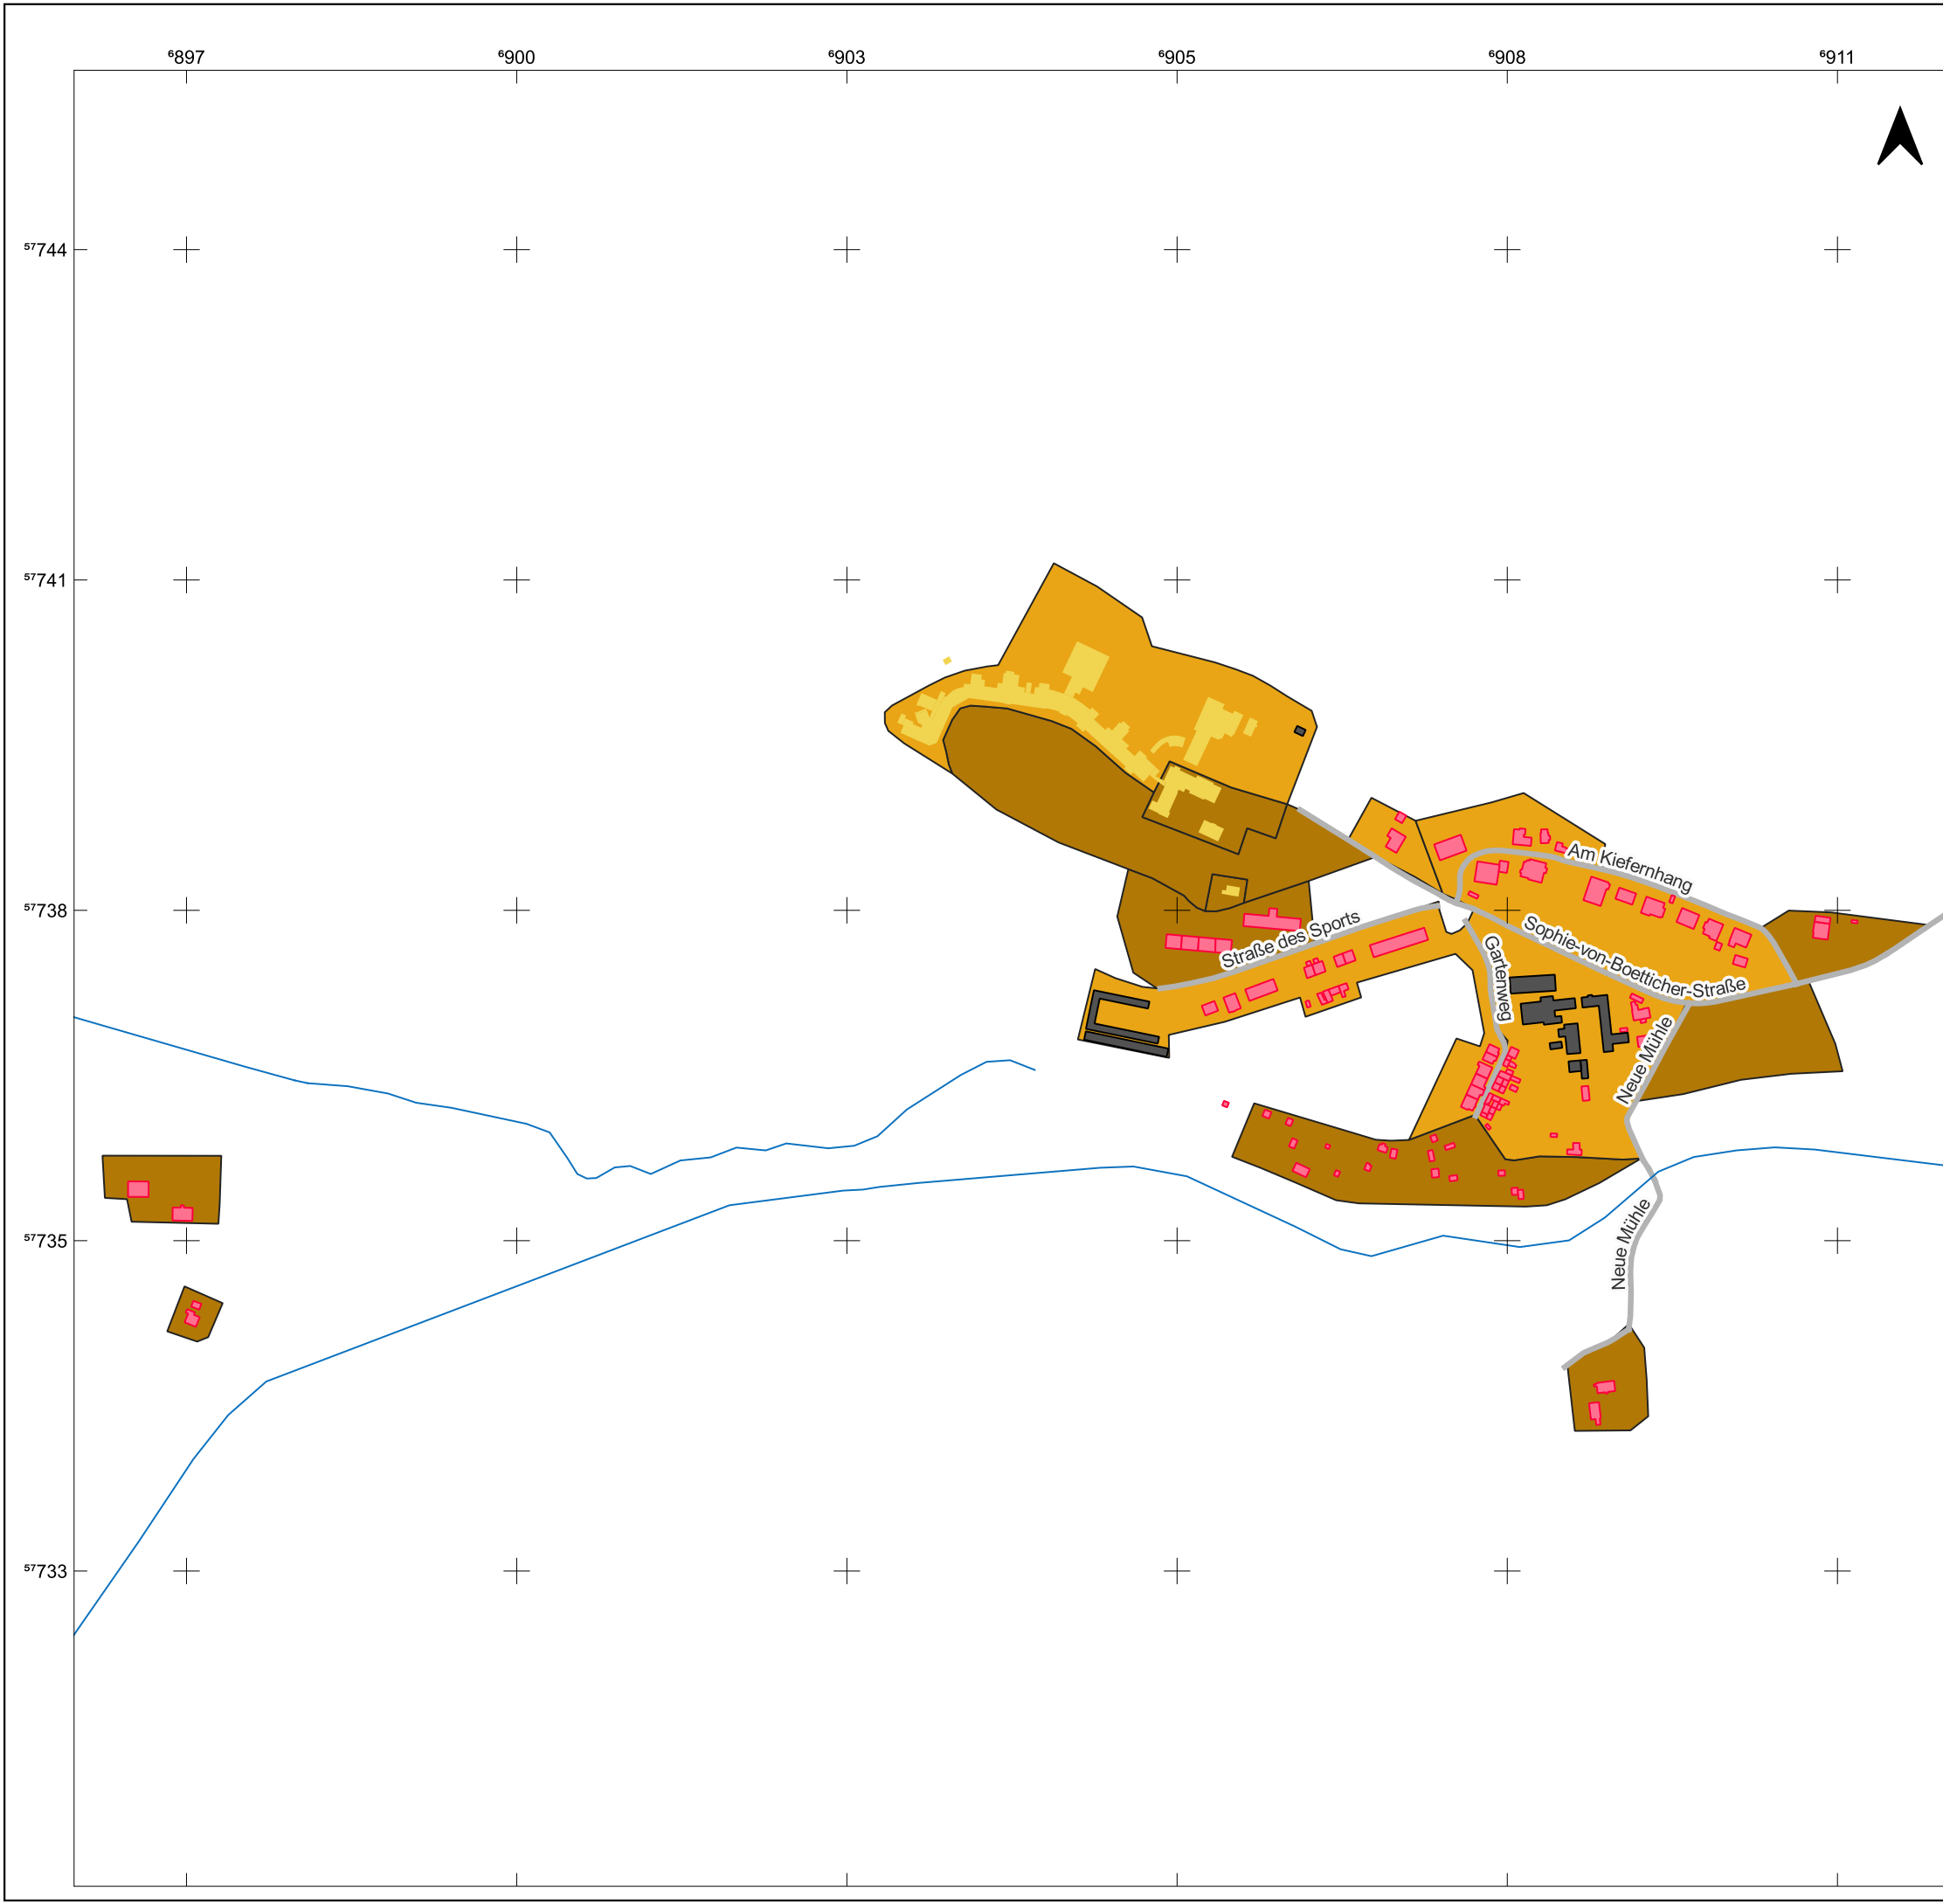 ⁶897 ⁶900 ⁶903 ⁶905 ⁶908 ⁶911
⁵⁷744
⁵⁷741
Am Kiefernhang
⁵⁷738
Straße des Sports
Sophie-von-Boetticher-Straße
Gartenweg
Neue Mühle
Neue Mühle
⁵⁷735
⁵⁷733